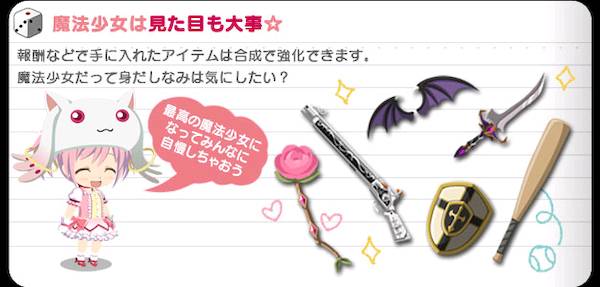 魔法少女は見た目も大事☆
報酬などで手に入れたアイテムは合成で強化できます。
魔法少女だって身だしなみは気にしたい？
最高の魔法少女に
なってみんなに
自慢しちゃおう